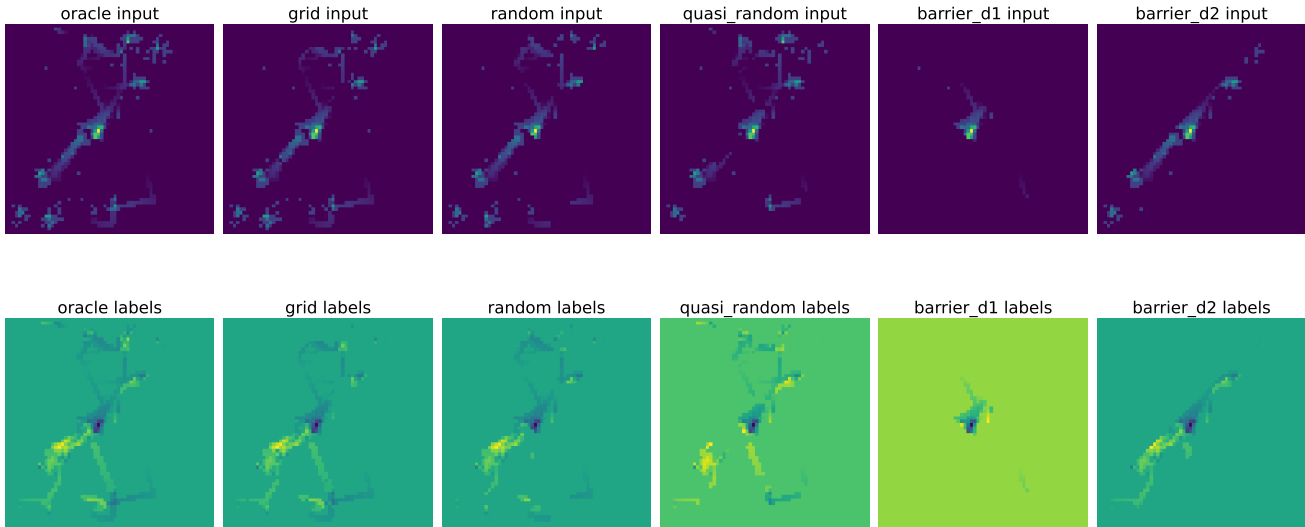 oracle input
grid input
random input
quasi_random input
barrier_d1 input
barrier_d2 input
oracle labels
grid labels
random labels
quasi_random labels
barrier_d1 labels
barrier_d2 labels